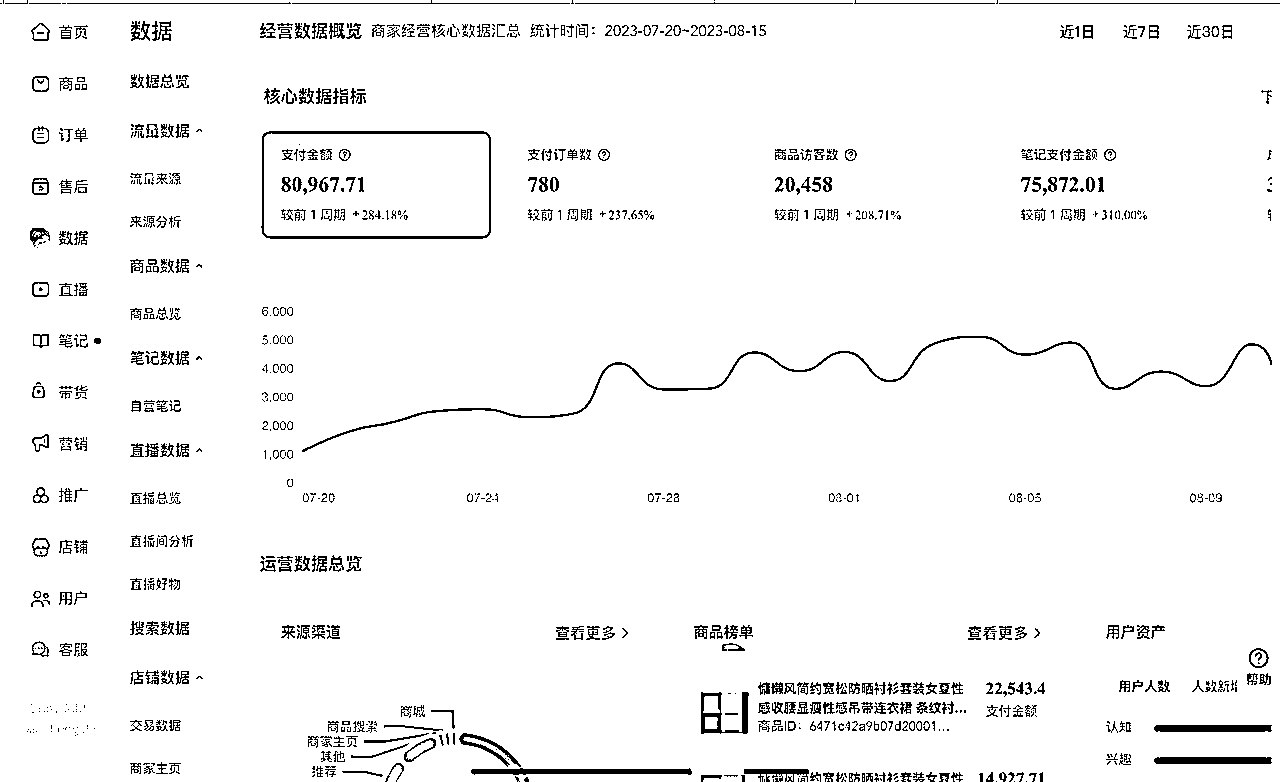 首页
商品
订单
售后
数据
直播
笔记
带货
营销
推广
店铺
用户
客服
数据
数据总览
流量数据
流量来源
来源分析
商品数据
商品总览
笔记数据
自营笔记
直播数据
直播总览
直播间分析
直播好物
搜索数据
店铺数据
交易数据
商家主页
经营数据概览 商家经营核心数据汇总 统计时间：2023-07-20~2023-08-15
近1日 近7日 近30日
核心数据指标 下
支付金额
80,967.71
较前 1 周期 +284.18%
支付订单数
780
较前 1 周期 +237.65%
商品访客数
20,458
较前 1 周期 +208.71%
笔记支付金额
75,872.01
较前 1 周期 +310.00%
6,000
5,000
4,000
3,000
2,000
1,000
0
07-20 07-24 07-28 08-01 08-05 08-09
运营数据总览
来源渠道 查看更多
商城
商品搜索
商家主页
其他
推荐
商品榜单 查看更多
慵懒风简约宽松防晒衬衫套装女夏性
感收腰显瘦性感吊带连衣裙 条纹衬...
商品ID：6471c42a9b07d20001...
22,543.4
支付金额
慵懒风简约宽松防晒衬衫套装女夏性 14,927.71
用户资产
用户人数 人数新增
认知
兴趣
帮助